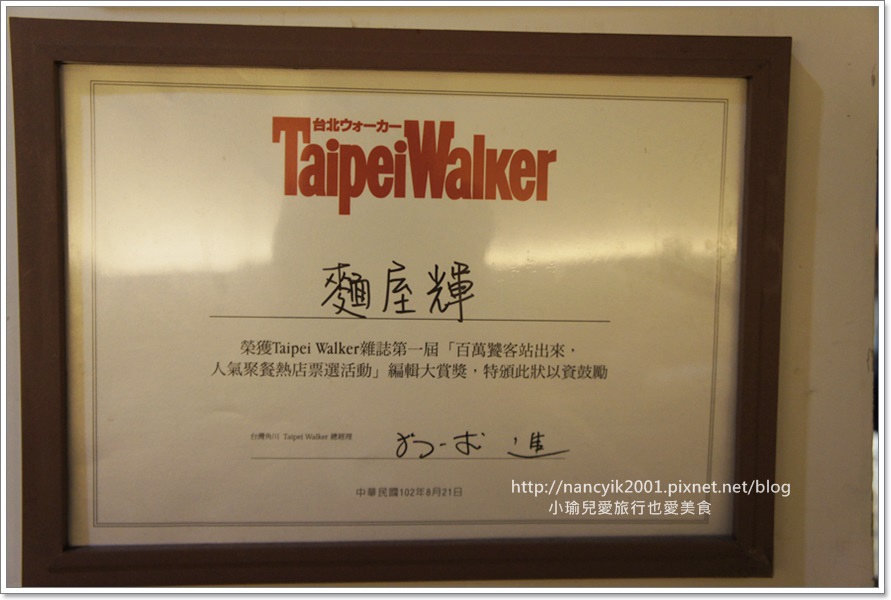 台北ウォーカー
TaipeiWalker
麵屋輝
榮獲Taipei Walker雜誌第一屆「百萬饕客站出來，
人氣聚餐熱店票選活動」編輯大賞獎，特頒此狀以資鼓勵
台灣角川 Taipei Walker 總經理
中華民國102年8月21日
http://nancyik2001.pixnet.net/blog
小瑜兒愛旅行也愛美食